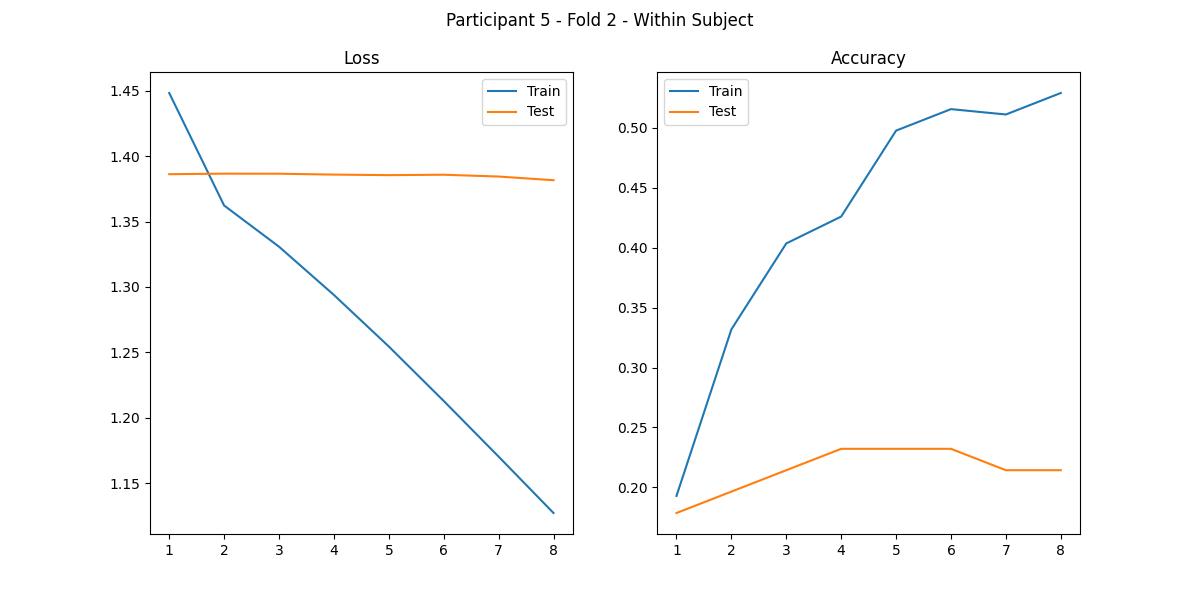 Participant 5 - Fold 2 - Within Subject
Loss
Train
Test
1.45
1.40
1.35
1.30
1.25
1.20
1.15
1 2 3 4 5 6 7 8
Accuracy
Train
Test
0.50
0.45
0.40
0.35
0.30
0.25
0.20
1 2 3 4 5 6 7 8